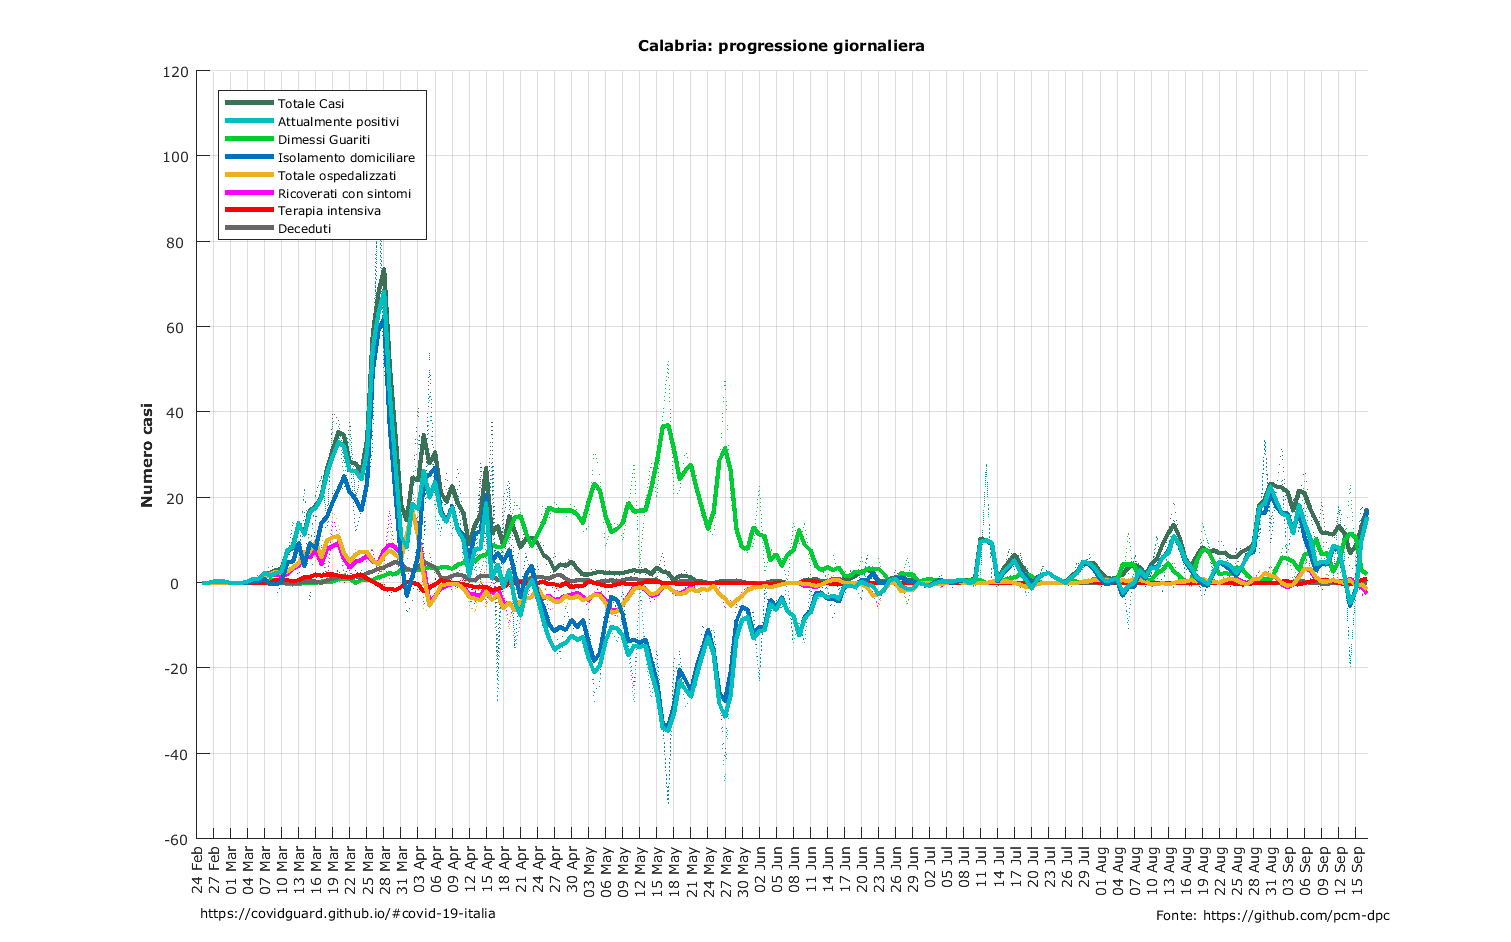 Calabria: progressione giornaliera
120
100
80
60
40
20
0
-20
-40
-60
Numero casi
Totale Casi
Attualmente positivi
Dimessi Guariti
Isolamento domiciliare
Totale ospedalizzati
Ricoverati con sintomi
Terapia intensiva
Deceduti
24 Feb
27 Feb
01 Mar
04 Mar
07 Mar
10 Mar
13 Mar
16 Mar
19 Mar
22 Mar
25 Mar
28 Mar
31 Mar
03 Apr
06 Apr
09 Apr
12 Apr
15 Apr
18 Apr
21 Apr
24 Apr
27 Apr
30 Apr
03 May
06 May
09 May
12 May
15 May
18 May
21 May
24 May
27 May
30 May
02 Jun
05 Jun
08 Jun
11 Jun
14 Jun
17 Jun
20 Jun
23 Jun
26 Jun
29 Jun
02 Jul
05 Jul
08 Jul
11 Jul
14 Jul
17 Jul
20 Jul
23 Jul
26 Jul
29 Jul
01 Aug
04 Aug
07 Aug
10 Aug
13 Aug
16 Aug
19 Aug
22 Aug
25 Aug
28 Aug
31 Aug
03 Sep
06 Sep
09 Sep
12 Sep
15 Sep
https://covidguard.github.io/#covid-19-italia
Fonte: https://github.com/pcm-dpc